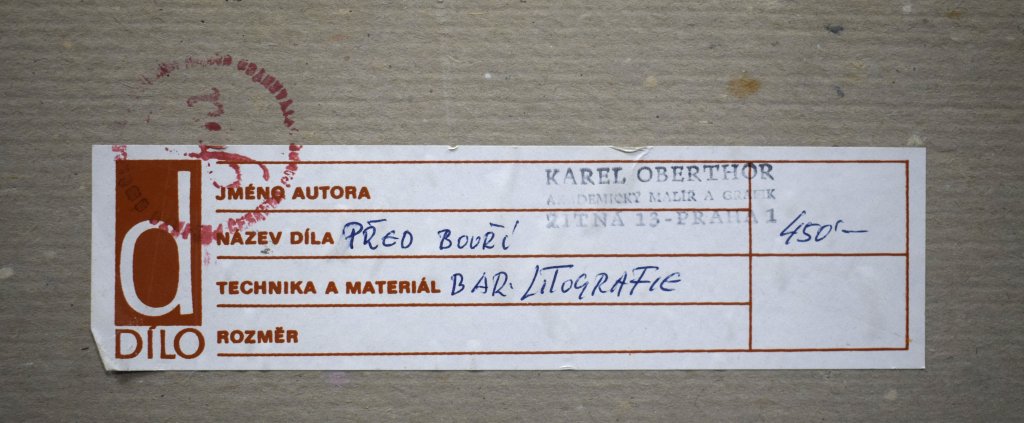 JMÉNO AUTORA
KAREL OBERTHOR
AKADEMICKÝ MALÍŘ A GRAFIK
ŽITNÁ 13-PRAHA 1
NÁZEV DÍLA PŘED BOUŘÍ
450'—
TECHNIKA A MATERIÁL BAR. LITOGRAFIE
d
DÍLO
ROZMĚR